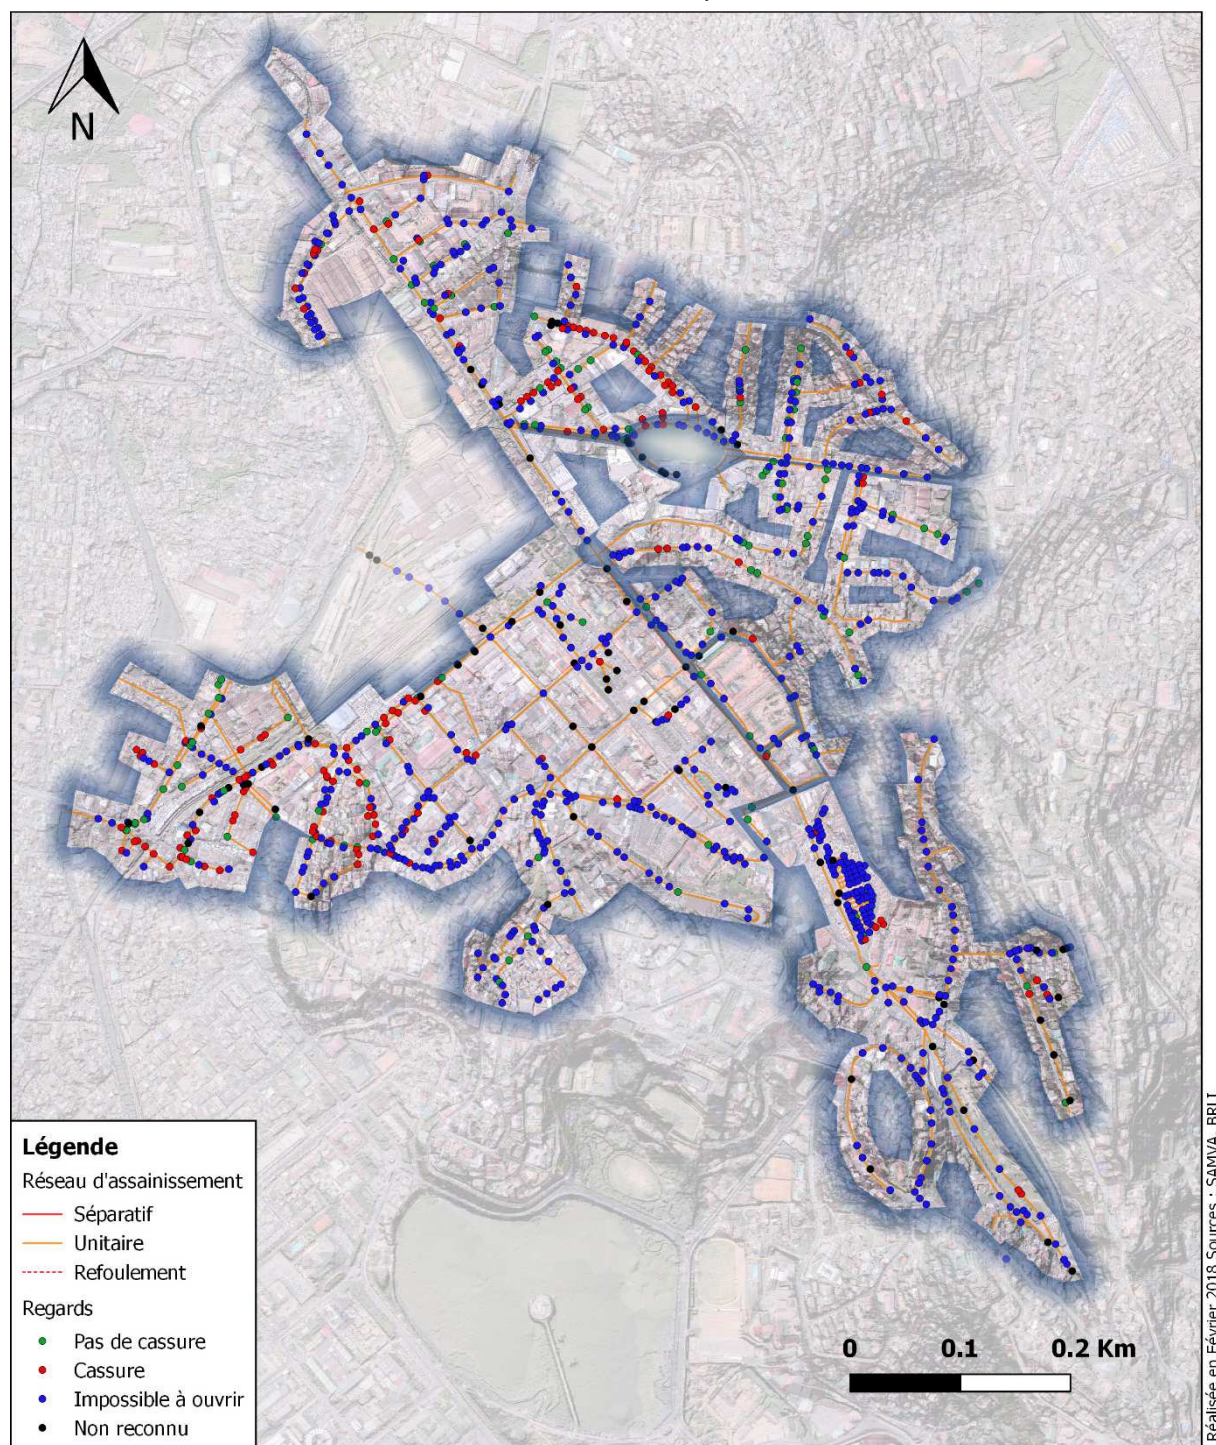 N
Légende
Réseau d'assainissement
Séparatif
Unitaire
Refoulement
Regards
Pas de cassure
Cassure
Impossible à ouvrir
Non reconnu
0 0.1 0.2 Km
Réalisée en Février 2018 Sources : SAMVA, BRLI